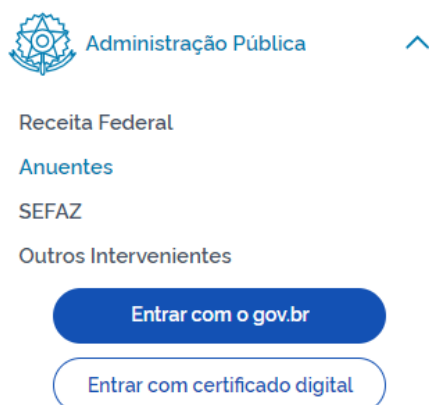 Administração Pública
Receita Federal
Anuentes
SEFAZ
Outros Intervenientes
Entrar com o gov.br
Entrar com certificado digital